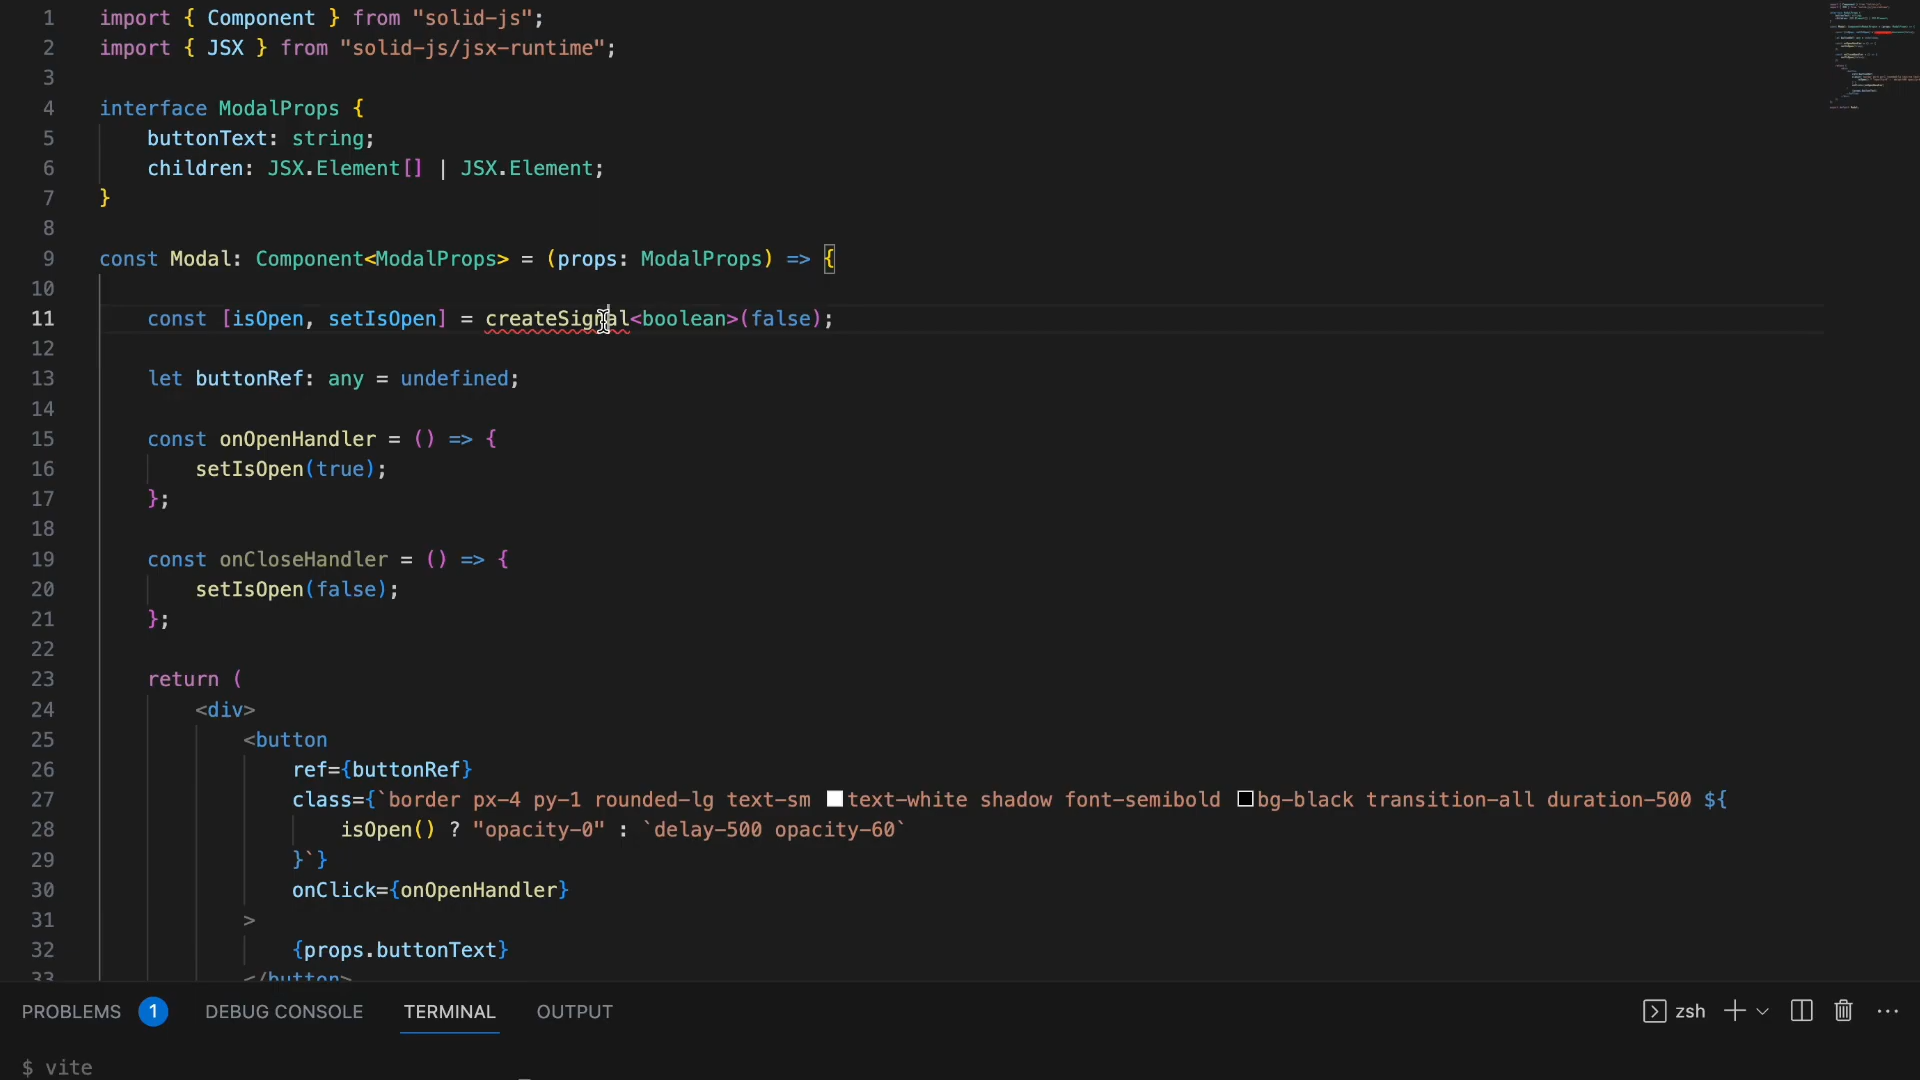 1 import { Component } from "solid-js";
2 import { JSX } from "solid-js/jsx-runtime";
3
4 interface ModalProps {
5 buttonText: string;
6 children: JSX.Element[] | JSX.Element;
7 }
8
9 const Modal: Component<ModalProps> = (props: ModalProps) => {
10
11 const [isOpen, setIsOpen] = createSignal<boolean>(false);
12
13 let buttonRef: any = undefined;
14
15 const onOpenHandler = () => {
16 setIsOpen(true);
17 };
18
19 const onCloseHandler = () => {
20 setIsOpen(false);
21 };
22
23 return (
24 <div>
25 <button
26 ref={buttonRef}
27 class={`border px-4 py-1 rounded-lg text-sm text-white shadow font-semibold bg-black transition-all duration-500 ${
28 isOpen() ? "opacity-0" : `delay-500 opacity-60`
29 }`}
30 onClick={onOpenHandler}
31 >
32 {props.buttonText}
33 </button>
PROBLEMS 1 DEBUG CONSOLE TERMINAL OUTPUT zsh
$ vite